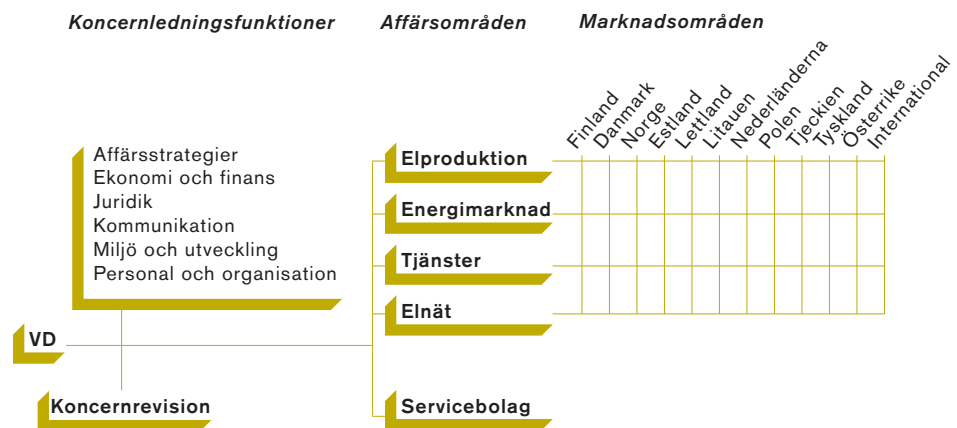 Koncernledningsfunktioner
Affärsområden
Marknadsområden
Finland
Danmark
Norge
Estland
Lettland
Litauen
Nederländerna
Polen
Tjeckien
Tyskland
Österrike
International
Affärsstrategier
Ekonomi och finans
Juridik
Kommunikation
Miljö och utveckling
Personal och organisation
Elproduktion
Energimarknad
Tjänster
Elnät
VD
Koncernrevision
Servicebolag